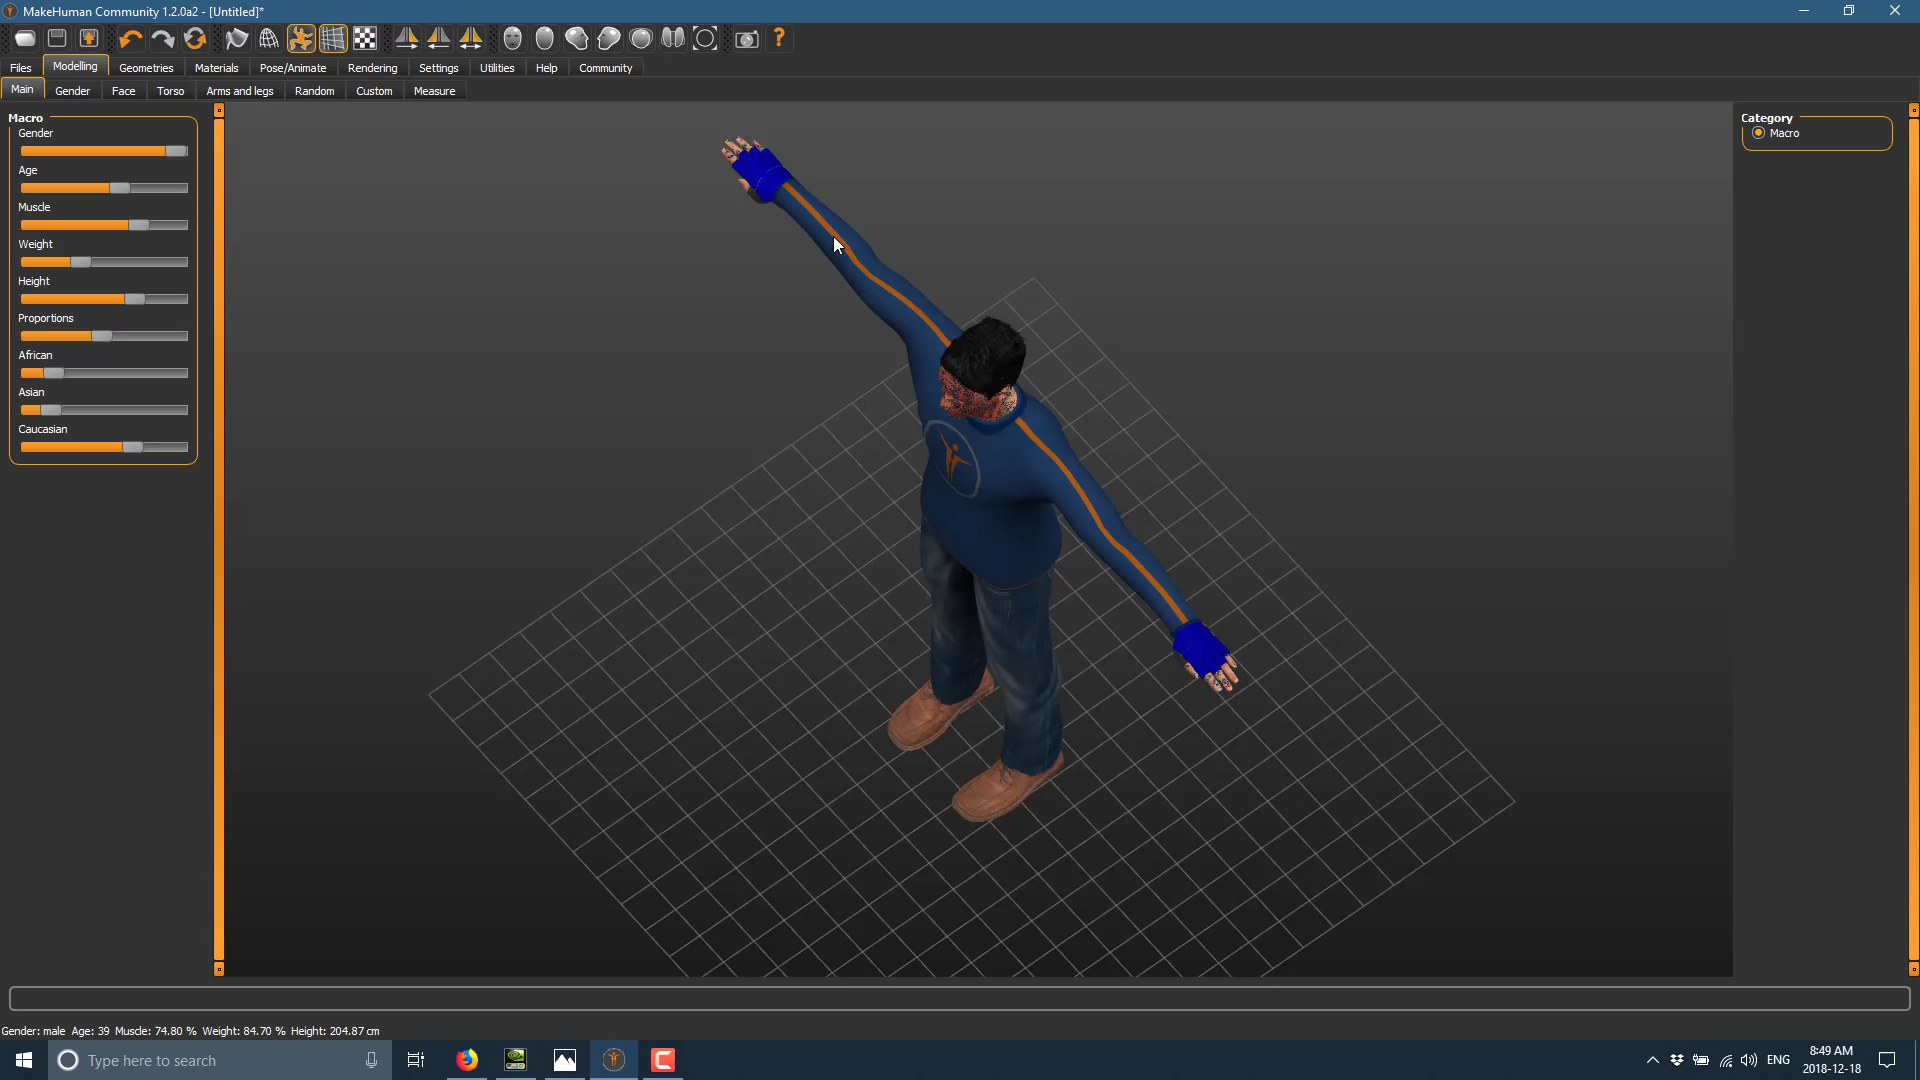 MakeHuman Community 1.2.0a2 - [Untitled]*
Files Modelling Geometries Materials Pose/Animate Rendering Settings Utilities Help Community
Main Gender Face Torso Arms and legs Random Custom Measure
Macro
Gender
Age
Muscle
Weight
Height
Proportions
African
Asian
Caucasian
Category
Macro
Gender: male Age: 39 Muscle: 74.80 % Weight: 84.70 % Height: 204.87 cm
Type here to search
ENG
8:49 AM
2018-12-18